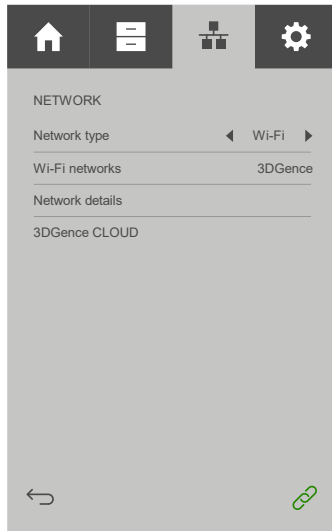 NETWORK
Network type Wi-Fi
Wi-Fi networks 3DGence
Network details
3DGence CLOUD